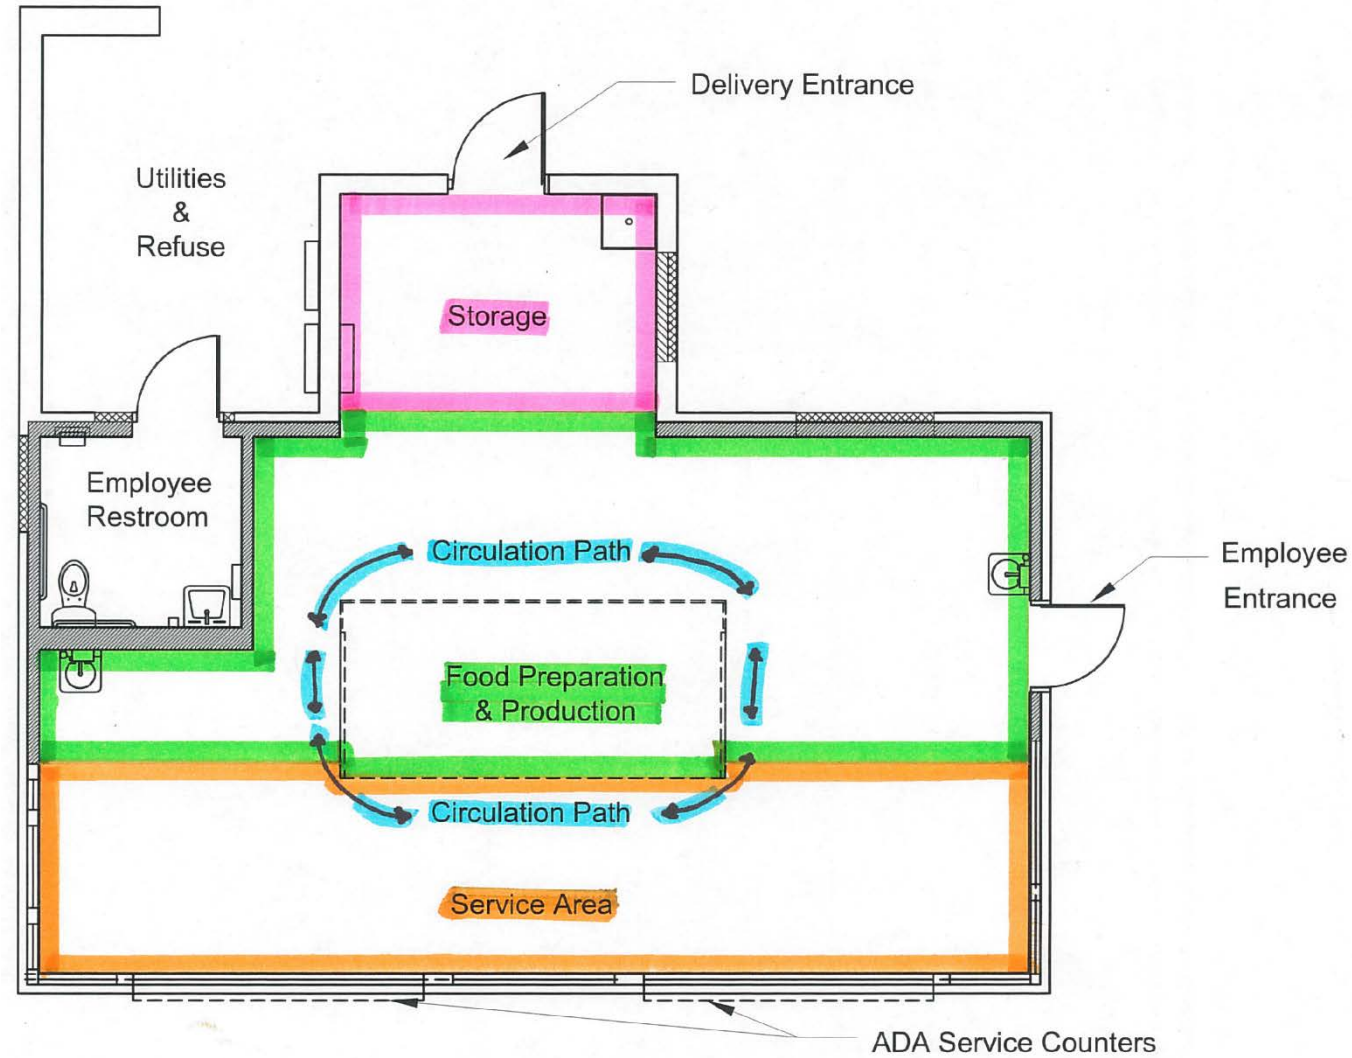 Delivery Entrance
Utilities
&
Refuse
Storage
Employee
Restroom
Circulation Path
Employee
Entrance
Food Preparation
& Production
Circulation Path
Service Area
ADA Service Counters